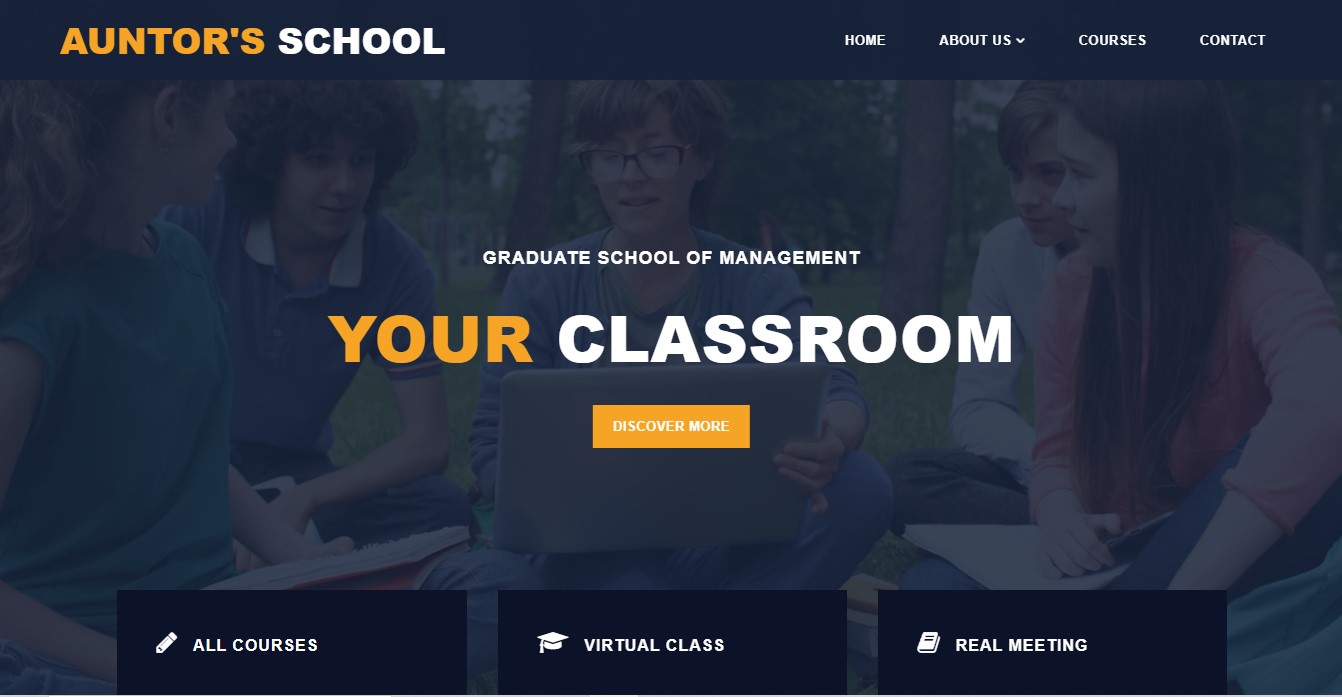 AUNTOR'S SCHOOL
HOME ABOUT US COURSES CONTACT
GRADUATE SCHOOL OF MANAGEMENT
YOUR CLASSROOM
DISCOVER MORE
ALL COURSES
VIRTUAL CLASS
REAL MEETING